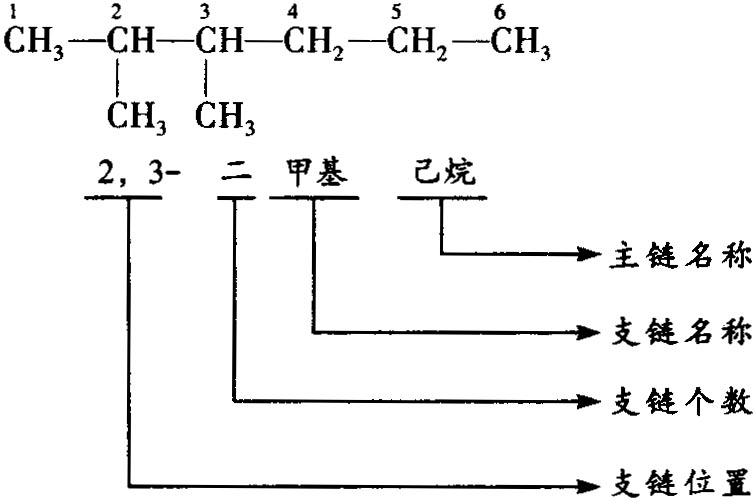 1 2 3 4 5 6
CH₃—CH—CH—CH₂—CH₂—CH₃
CH₃ CH₃
2，3- 二 甲基 己烷
主链名称
支链名称
支链个数
支链位置